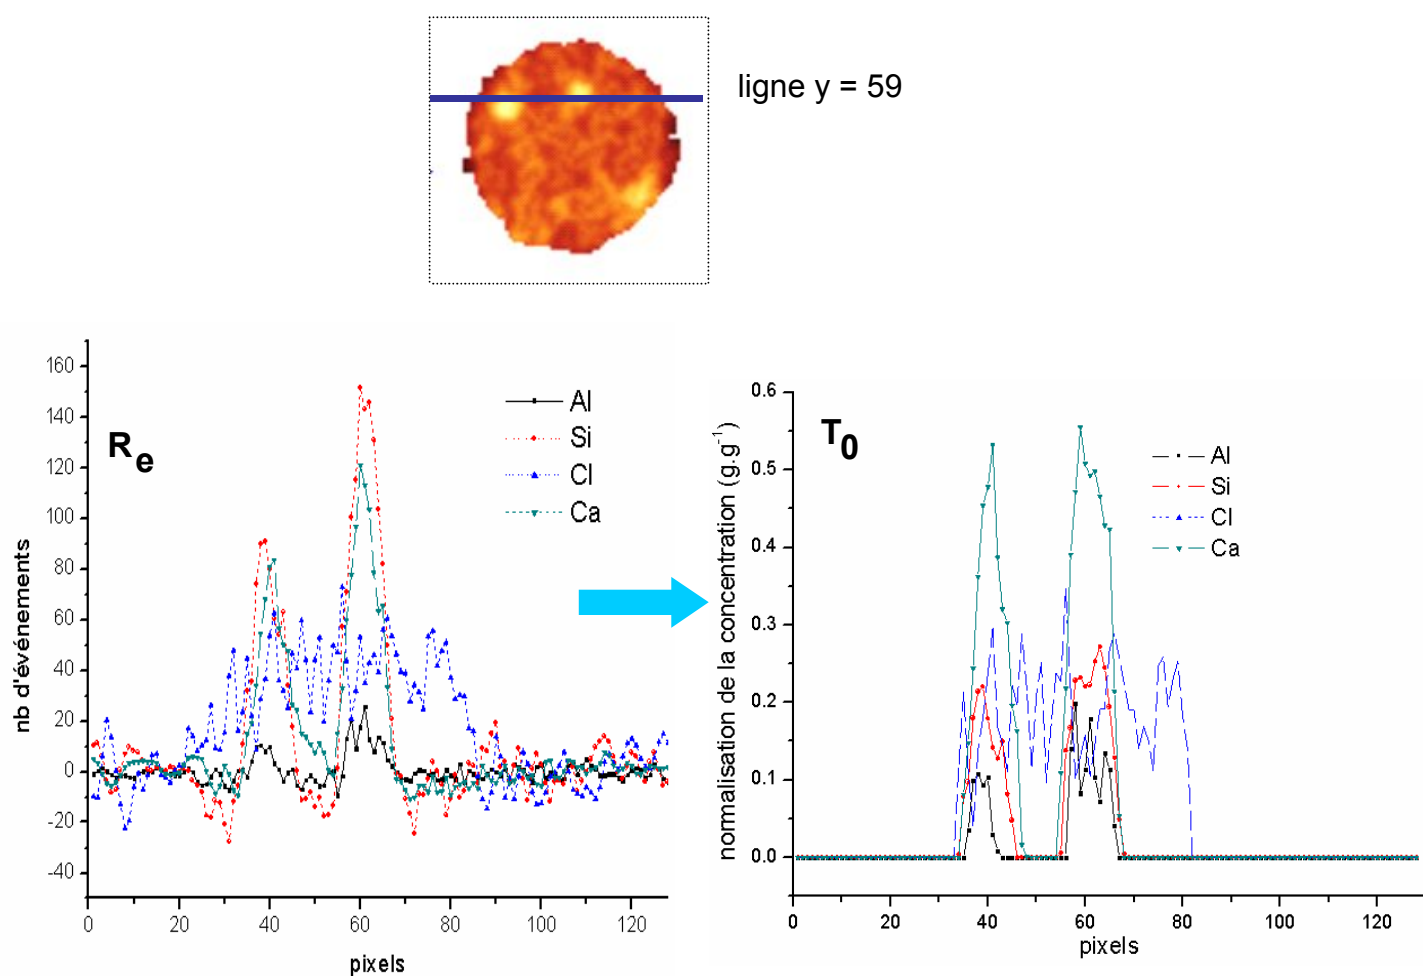 ligne y = 59
R e
nb d'événements
160
140
120
100
80
60
40
20
0
-20
-40
0 20 40 60 80 100 120
pixels
Al
Si
Cl
Ca
T 0
normalisation de la concentration (g.g⁻¹)
0.6
0.5
0.4
0.3
0.2
0.1
0.0
0 20 40 60 80 100 120
pixels
Al
Si
Cl
Ca